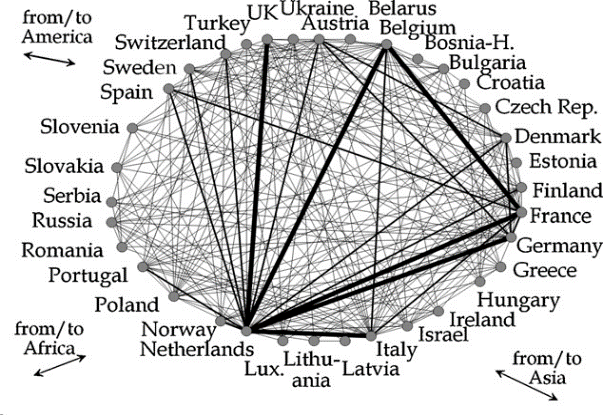 from/to
America
Turkey
UK
Ukraine
Austria
Belarus
Belgium
Bosnia-H.
Bulgaria
Croatia
Czech Rep.
Denmark
Estonia
Finland
France
Germany
Greece
Hungary
Ireland
Israel
Italy
Latvia
Lithu-
ania
Lux.
Netherlands
Norway
Poland
Portugal
Romania
Russia
Serbia
Slovakia
Slovenia
Spain
Sweden
Switzerland
from/to
Africa
from/to
Asia